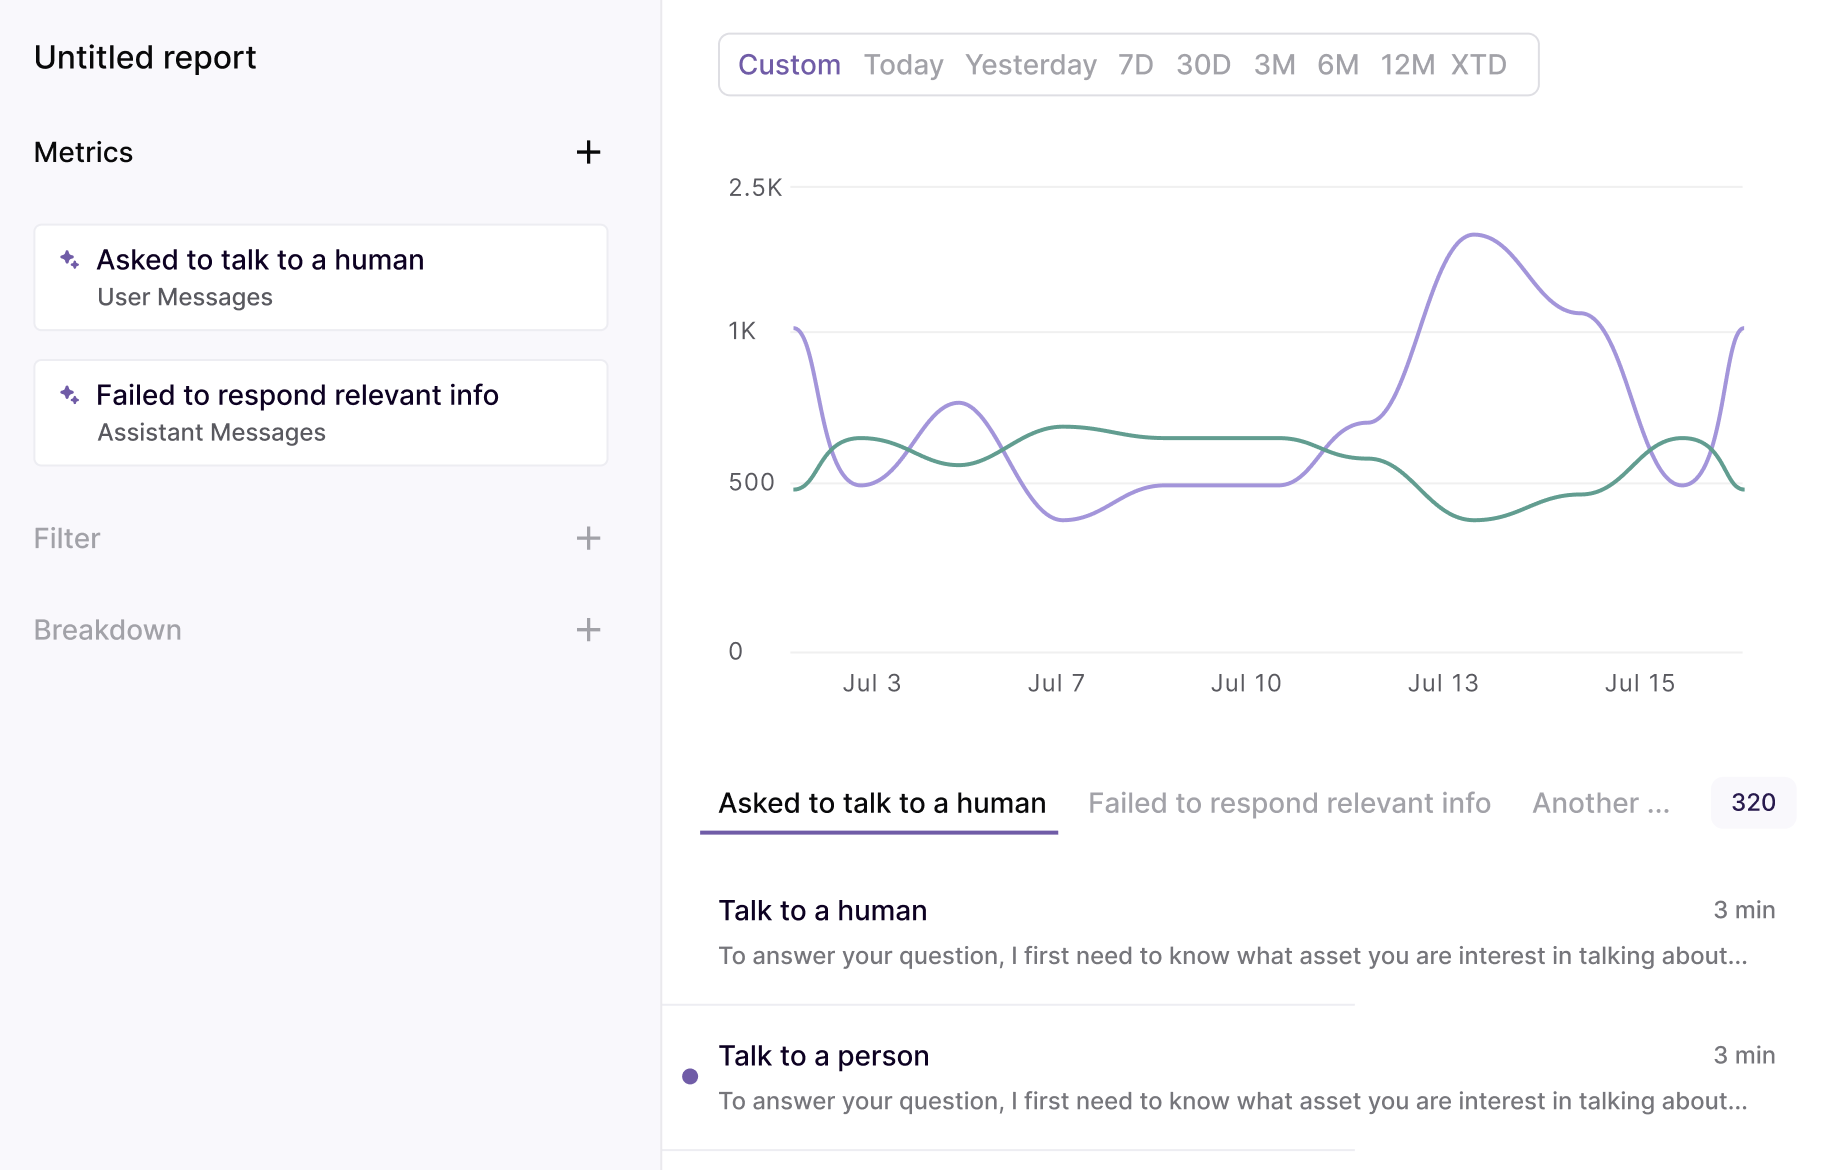 Untitled report
Metrics
Asked to talk to a human
User Messages
Failed to respond relevant info
Assistant Messages
Filter
Breakdown
Custom Today Yesterday 7D 30D 3M 6M 12M XTD
2.5K
1K
500
0
Jul 3 Jul 7 Jul 10 Jul 13 Jul 15
Asked to talk to a human Failed to respond relevant info Another ... 320
Talk to a human 3 min
To answer your question, I first need to know what asset you are interest in talking about...
Talk to a person 3 min
To answer your question, I first need to know what asset you are interest in talking about...